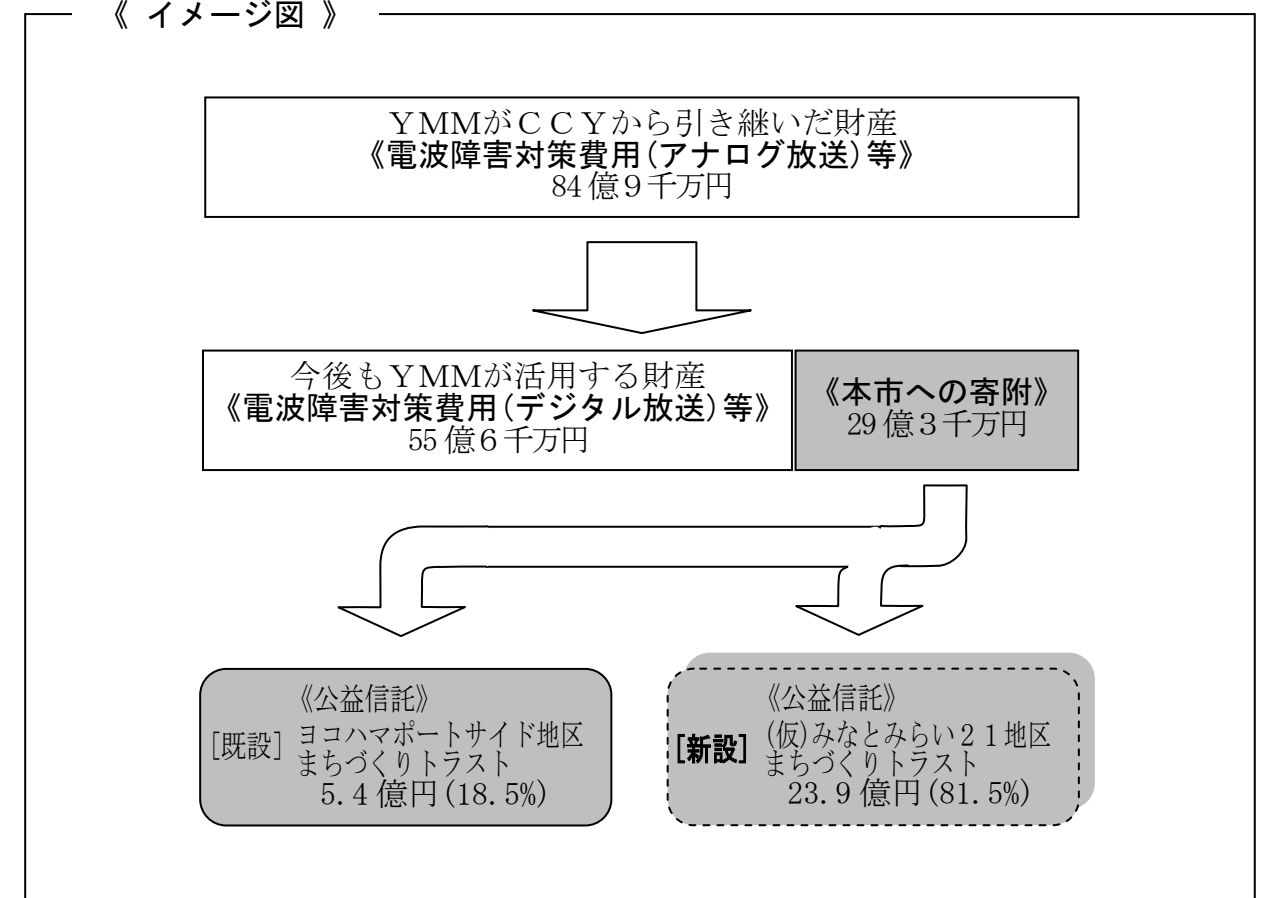 《 イメージ図 》
ＹＭＭがＣＣＹから引き継いだ財産
《電波障害対策費用(アナログ放送)等》
84億９千万円
今後もＹＭＭが活用する財産
《電波障害対策費用(デジタル放送)等》
55億６千万円
《本市への寄附》
29億３千万円
《公益信託》
[既設] ヨコハマポートサイド地区
まちづくりトラスト
5.4億円(18.5%)
《公益信託》
[新設] (仮)みなとみらい２１地区
まちづくりトラスト
23.9億円(81.5%)